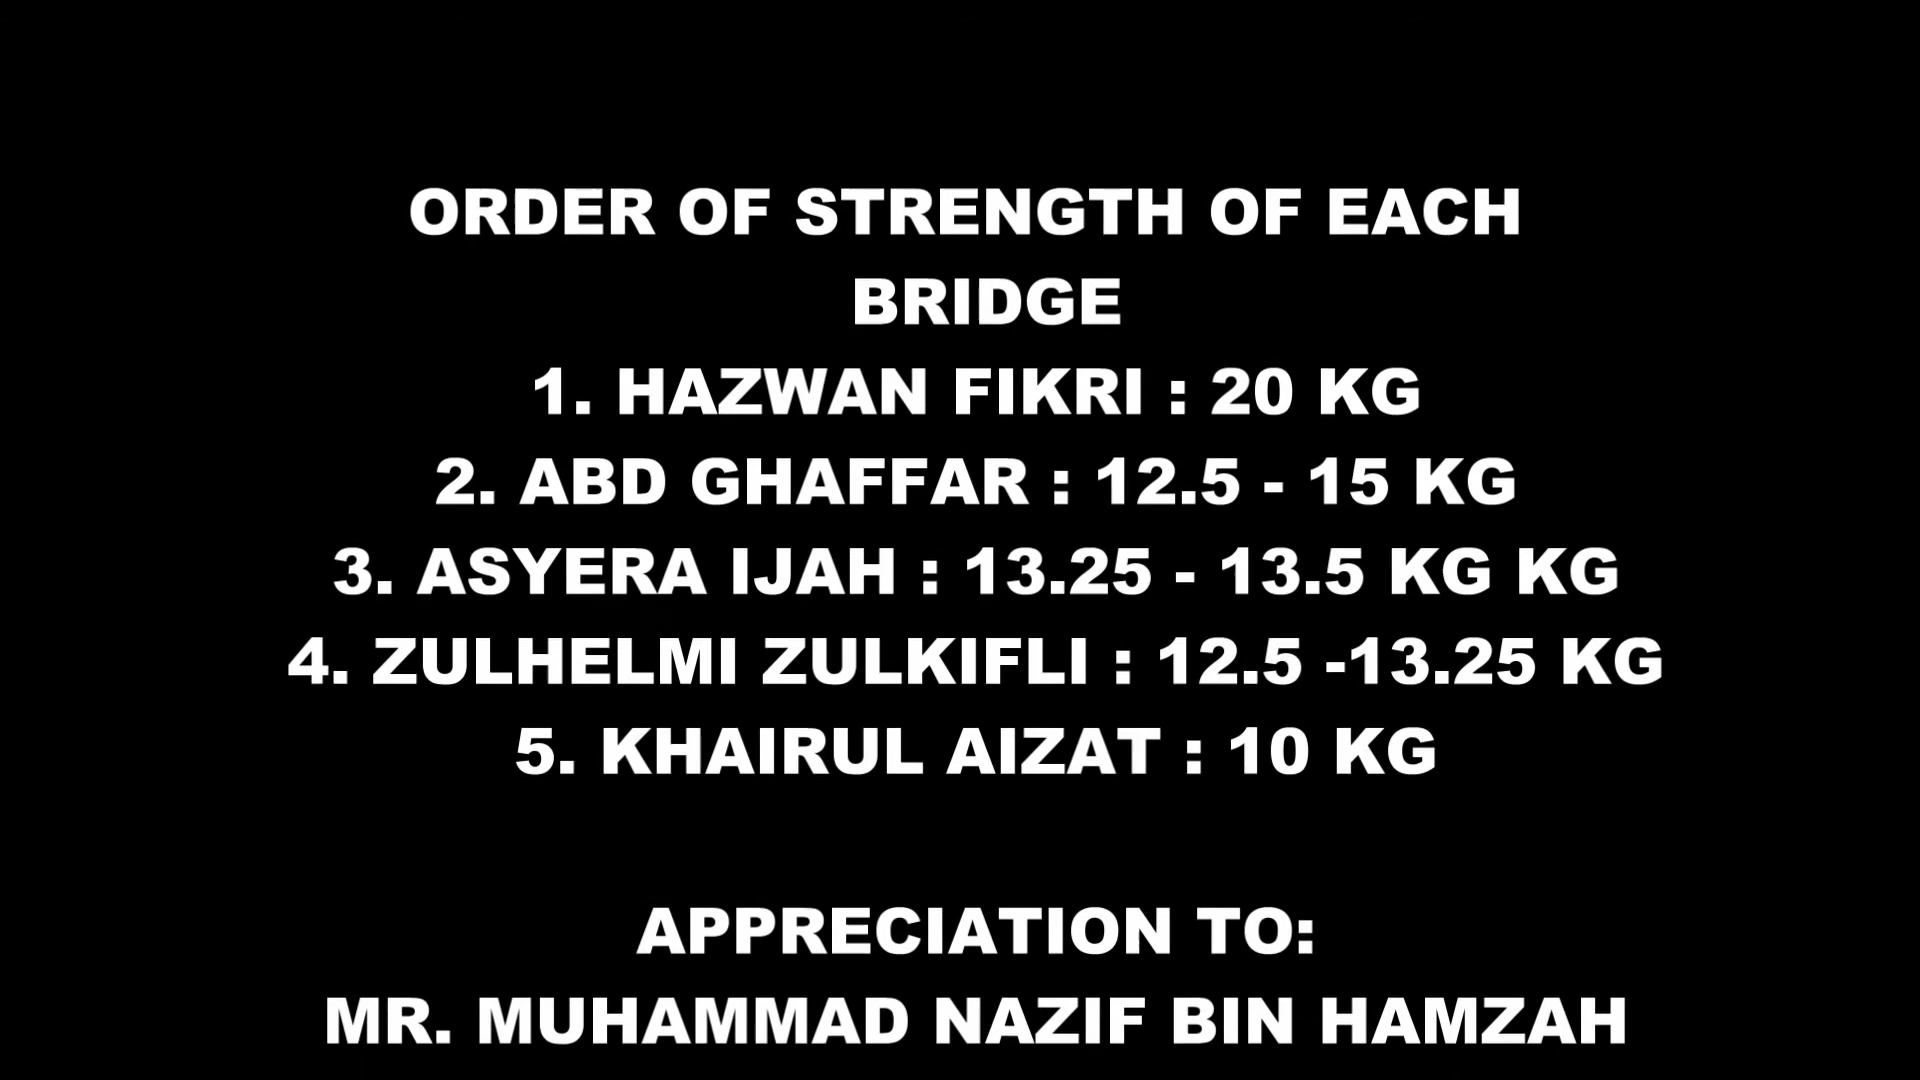 ORDER OF STRENGTH OF EACH
BRIDGE
1. HAZWAN FIKRI : 20 KG
2. ABD GHAFFAR : 12.5 - 15 KG
3. ASYERA IJAH : 13.25 - 13.5 KG KG
4. ZULHELMI ZULKIFLI : 12.5 -13.25 KG
5. KHAIRUL AIZAT : 10 KG
APPRECIATION TO:
MR. MUHAMMAD NAZIF BIN HAMZAH